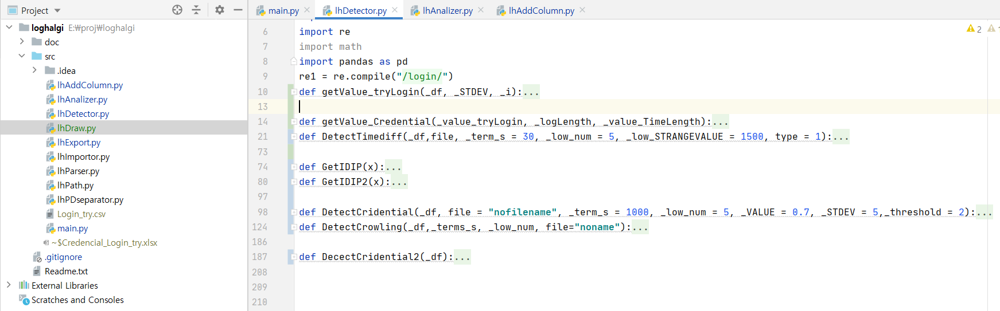 Project
main.py
lhDetector.py
lhAnalizer.py
lhAddColumn.py
loghalgi E:₩proj₩loghalgi
doc
src
.idea
lhAddColumn.py
lhAnalizer.py
lhDetector.py
lhDraw.py
lhExport.py
lhImportor.py
lhParser.py
lhPath.py
lhPDseparator.py
Login_try.csv
main.py
~$Credencial_Login_try.xlsx
.gitignore
Readme.txt
External Libraries
Scratches and Consoles
2
6 import re
7 import math
8 import pandas as pd
9 re1 = re.compile("/login/")
10 def getValue_tryLogin(_df, _STDEV, _i):...
13
14 def getValue_Credential(_value_tryLogin, _logLength, _value_TimeLength):...
21 def DetectTimediff(_df,file, _term_s = 30, _low_num = 5, _low_STRANGEVALUE = 1500, type = 1):...
73
74 def GetIDIP(x):...
80 def GetIDIP2(x):...
97
98 def DetectCridential(_df, file = "nofilename", _term_s = 1000, _low_num = 5, _VALUE = 0.7, _STDEV = 5,_threshold = 2):...
124 def DetectCrowling(_df,_terms_s, _low_num, file="noname"):...
186
187 def DecectCridential2(_df):...
208
209
210